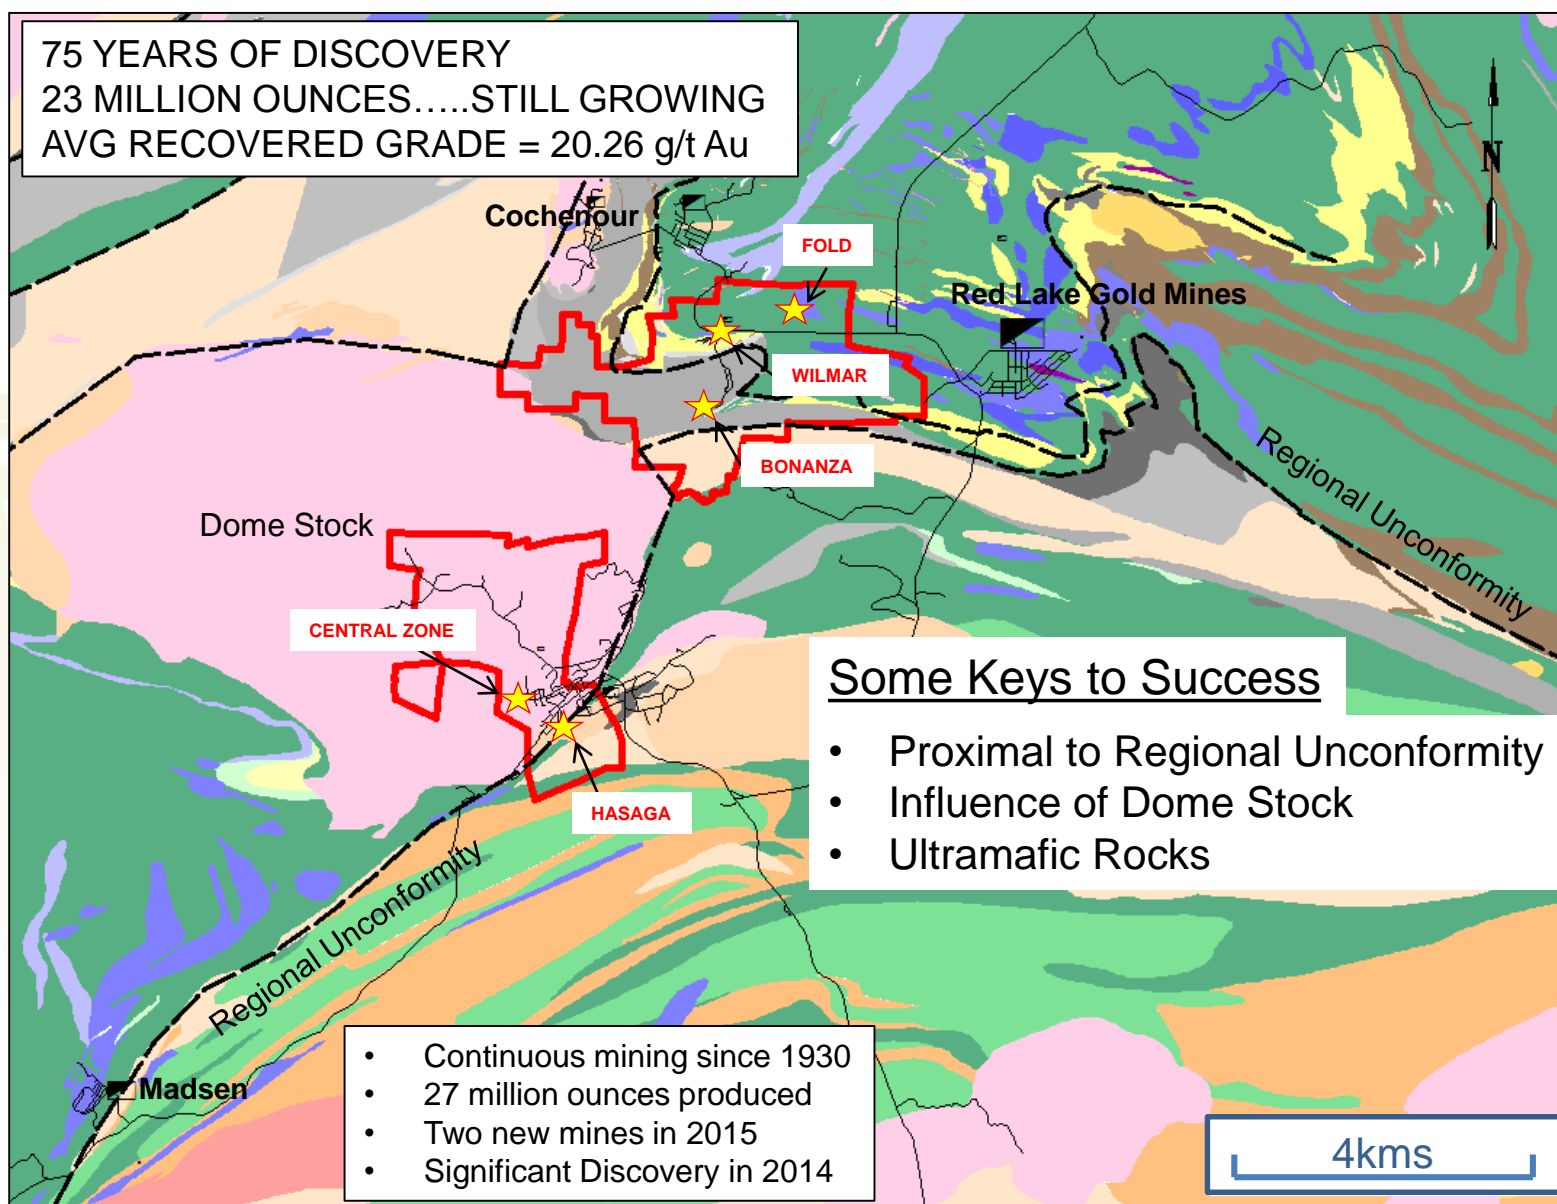 75 YEARS OF DISCOVERY
23 MILLION OUNCES…..STILL GROWING
AVG RECOVERED GRADE = 20.26 g/t Au
N
Cochenour
FOLD
Red Lake Gold Mines
WILMAR
BONANZA
Regional Unconformity
Dome Stock
CENTRAL ZONE
HASAGA
Some Keys to Success
• Proximal to Regional Unconformity
• Influence of Dome Stock
• Ultramafic Rocks
Regional Unconformity
Madsen
• Continuous mining since 1930
• 27 million ounces produced
• Two new mines in 2015
• Significant Discovery in 2014
4kms